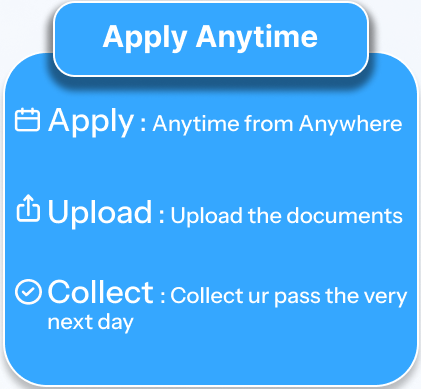 Apply Anytime
Apply : Anytime from Anywhere
Upload : Upload the documents
Collect : Collect ur pass the very
next day